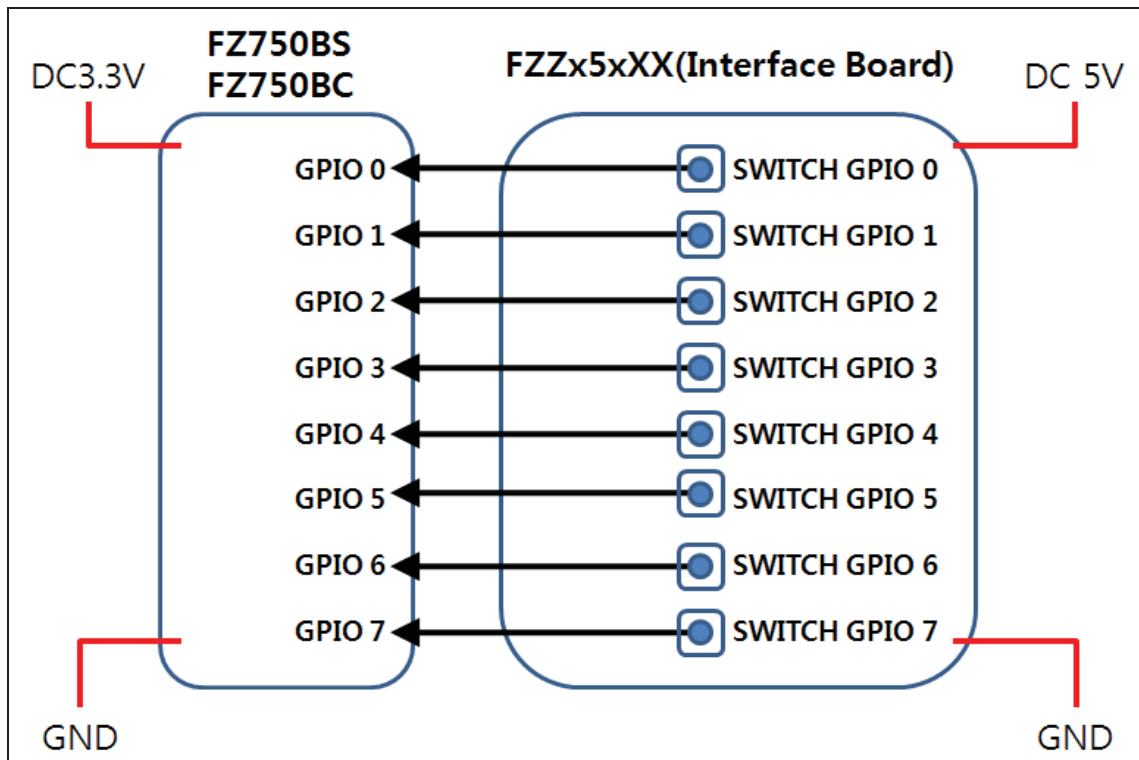 FZ750BS
FZ750BC
FZZx5xXX(Interface Board)
DC3.3V
DC 5V
GPIO 0
SWITCH GPIO 0
GPIO 1
SWITCH GPIO 1
GPIO 2
SWITCH GPIO 2
GPIO 3
SWITCH GPIO 3
GPIO 4
SWITCH GPIO 4
GPIO 5
SWITCH GPIO 5
GPIO 6
SWITCH GPIO 6
GPIO 7
SWITCH GPIO 7
GND
GND